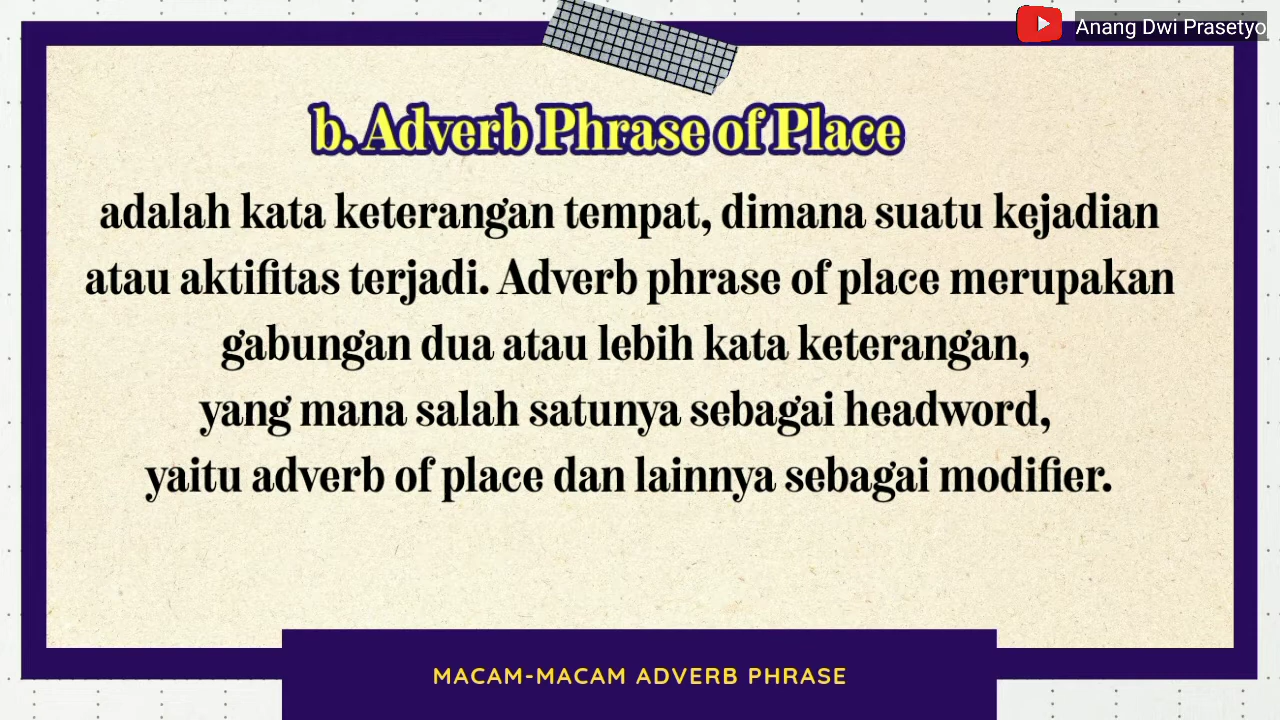 Anang Dwi Prasetyo
b. Adverb Phrase of Place
adalah kata keterangan tempat, dimana suatu kejadian
atau aktifitas terjadi. Adverb phrase of place merupakan
gabungan dua atau lebih kata keterangan,
yang mana salah satunya sebagai headword,
yaitu adverb of place dan lainnya sebagai modifier.
MACAM-MACAM ADVERB PHRASE